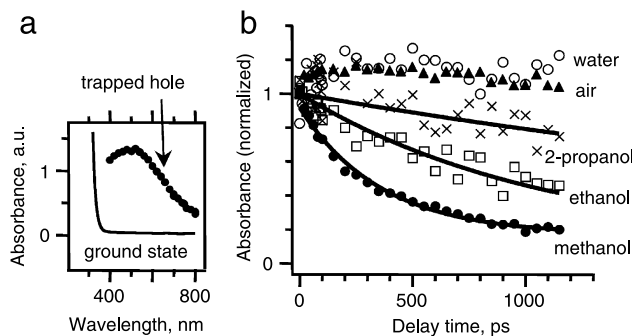 a
trapped hole
Absorbance, a.u.
1
0
ground state
400
600
800
Wavelength, nm
b
Absorbance (normalized)
1
0
water
air
2-propanol
ethanol
methanol
0
500
1000
Delay time, ps